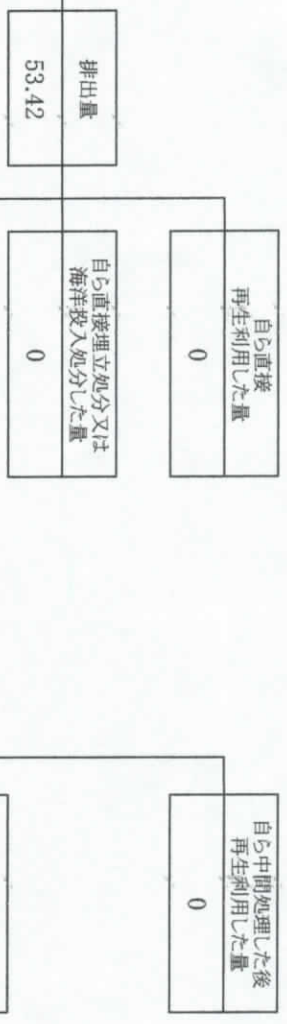 自ら直接
再生利用した量
0
自ら中間処理した後
再生利用した量
0
排出量
53.42
自ら直接埋立処分又は
海洋投入処分した量
0